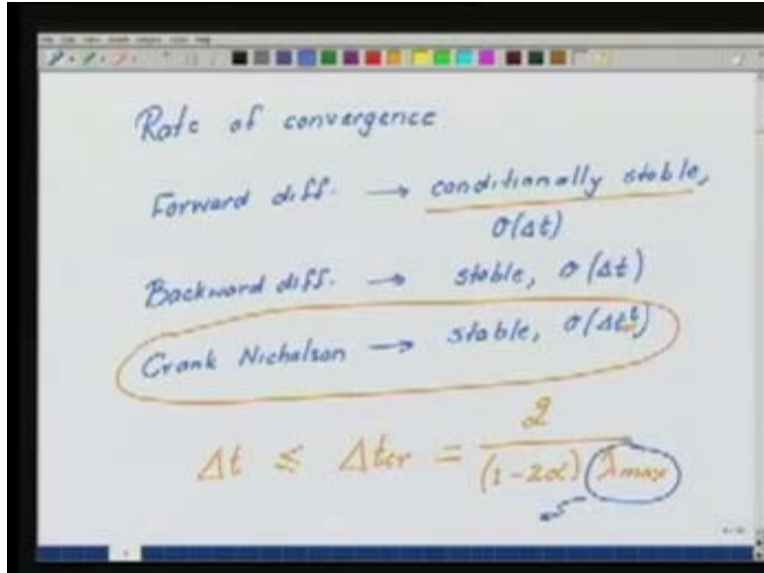 Rate of convergence
Forward diff. → conditionally stable,
O(Δt)
Backward diff. → stable, O(Δt)
Crank Nicholson → stable, O(Δt²)
Δt ≤ Δtcr = 2 / (1-2α) λmax